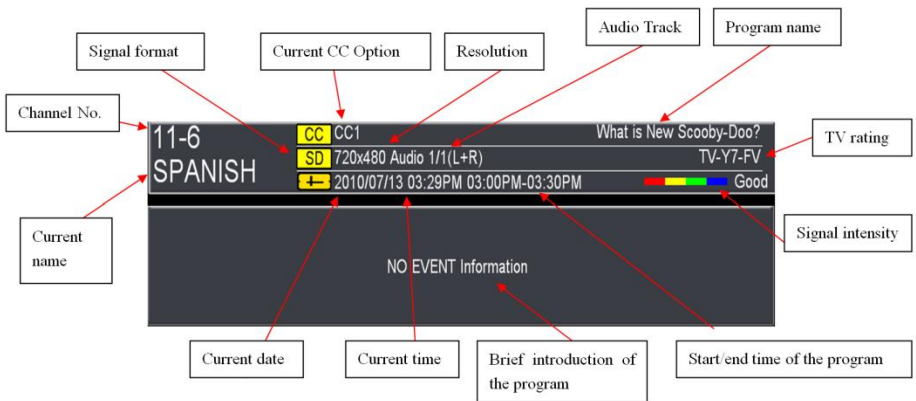 Audio Track
Program name
Signal format
Current CC Option
Resolution
Channel No.
11-6
CC CC1
What is New Scooby-Doo?
TV rating
SD 720x480 Audio 1/1(L+R)
TV-Y7-FV
SPANISH
2010/07/13 03:29PM 03:00PM-03:30PM
Good
Current
name
Signal intensity
NO EVENT Information
Current date
Current time
Brief introduction of
the program
Start/end time of the program